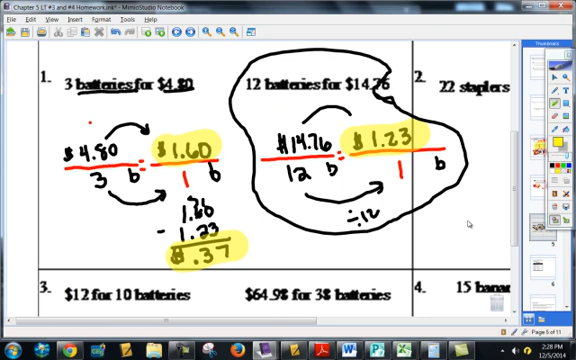 Chapter 5 LT #3 and #4 Homework.ink* - MimioStudio Notebook
File Edit View Insert Format Tools Help
Thumbnails
1. 3 batteries for $4.80 12 batteries for $14.76 2. 22 staplers
$4.80 = $1.60 $14.76 = $1.23
3 b 1 b 12 b 1 b
÷12
1.60
- 1.23
$ .37
3. $12 for 10 batteries $64.98 for 38 batteries 4. 15 banan
5
6
Page 5 of 11
2:28 PM
12/5/2014